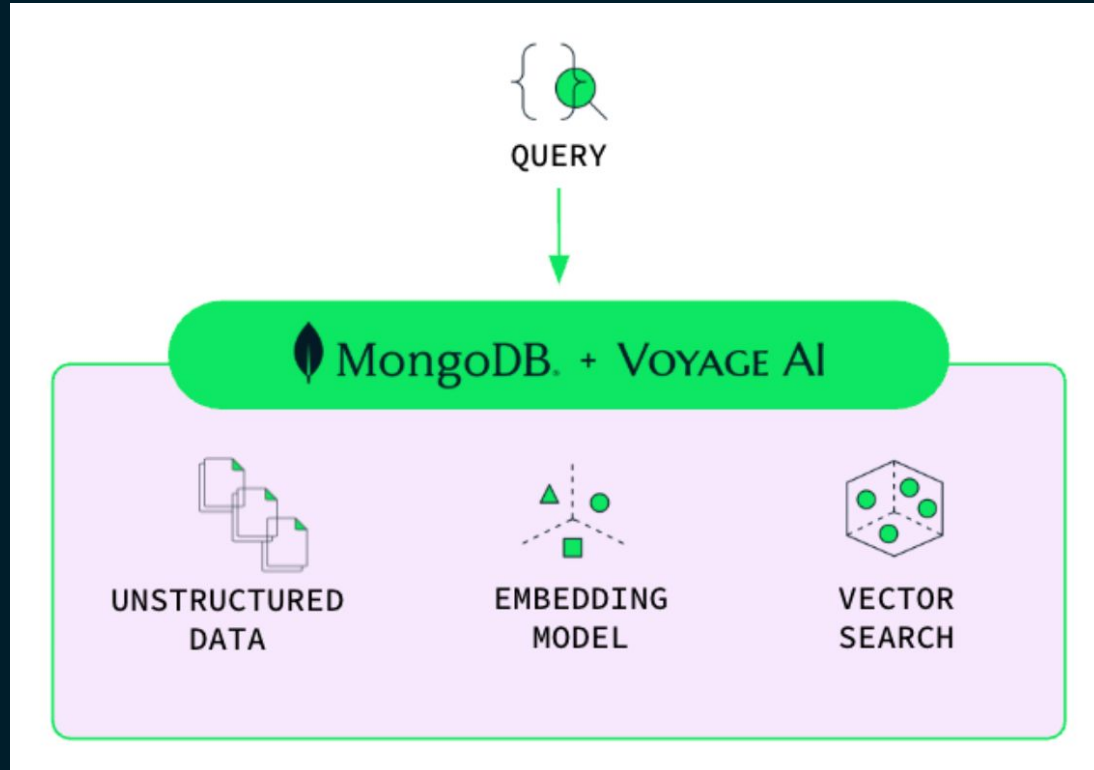 QUERY
MongoDB® + VOYAGE AI
UNSTRUCTURED
DATA
EMBEDDING
MODEL
VECTOR
SEARCH